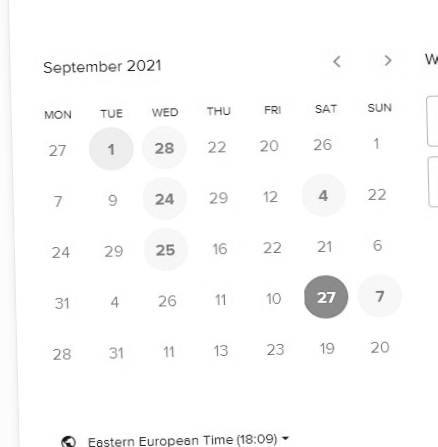 September 2021
W
MON TUE WED THU FRI SAT SUN
27 1 28 22 20 26 1
7 9 24 29 12 4 22
24 29 25 16 22 21 6
31 4 26 11 10 27 7
28 31 11 13 23 19 20
Eastern European Time (18:09)